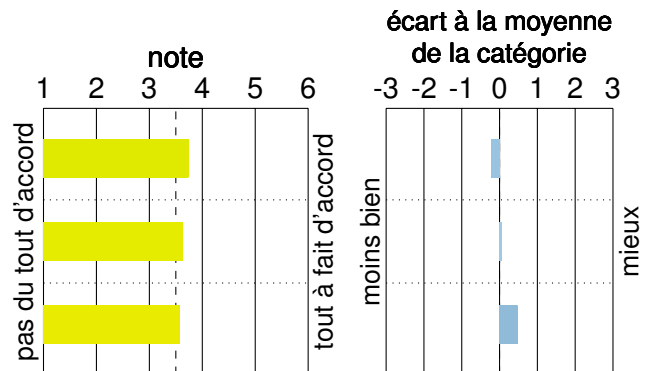 note
1 2 3 4 5 6
pas du tout d'accord
tout à fait d'accord
écart à la moyenne
de la catégorie
-3 -2 -1 0 1 2 3
moins bien
mieux